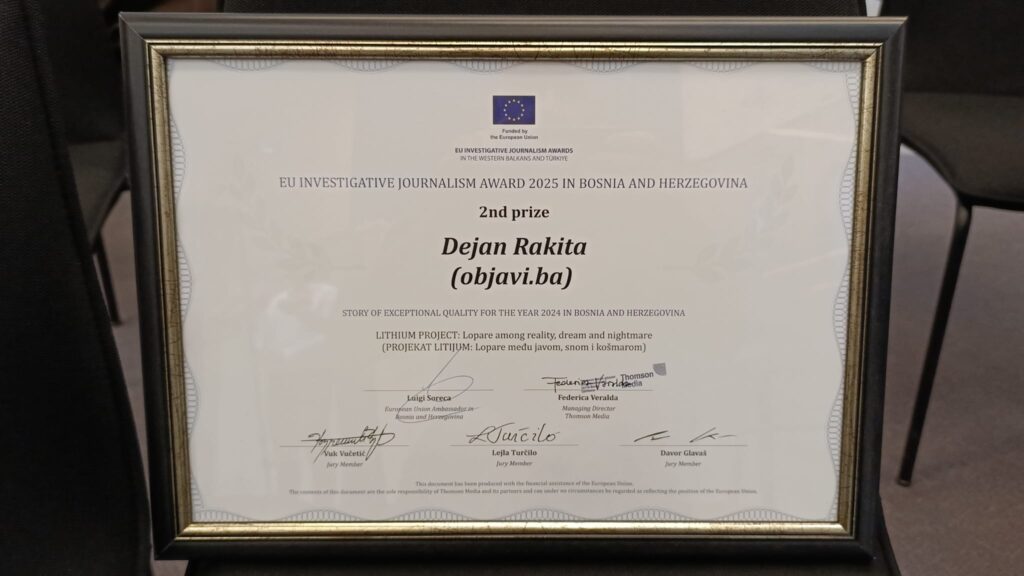 Funded by
the European Union
EU INVESTIGATIVE JOURNALISM AWARDS
IN THE WESTERN BALKANS AND TÜRKİYE
EU INVESTIGATIVE JOURNALISM AWARD 2025 IN BOSNIA AND HERZEGOVINA
2nd prize
Dejan Rakita
(objavi.ba)
STORY OF EXCEPTIONAL QUALITY FOR THE YEAR 2024 IN BOSNIA AND HERZEGOVINA
LITHIUM PROJECT: Lopare among reality, dream and nightmare
(PROJEKAT LITIJUM: Lopare među javom, snom i košmarom)
Federica Veralda Thomson
Media
Luigi Soreca Federica Veralda
European Union Ambassador in Managing Director
Bosnia and Herzegovina Thomson Media
L Turčilo
Vuk Vučetić Lejla Turčilo Davor Glavaš
Jury Member Jury Member Jury Member
This document has been produced with the financial assistance of the European Union.
The contents of this document are the sole responsibility of Thomson Media and its partners and can under no circumstances be regarded as reflecting the position of the European Union.